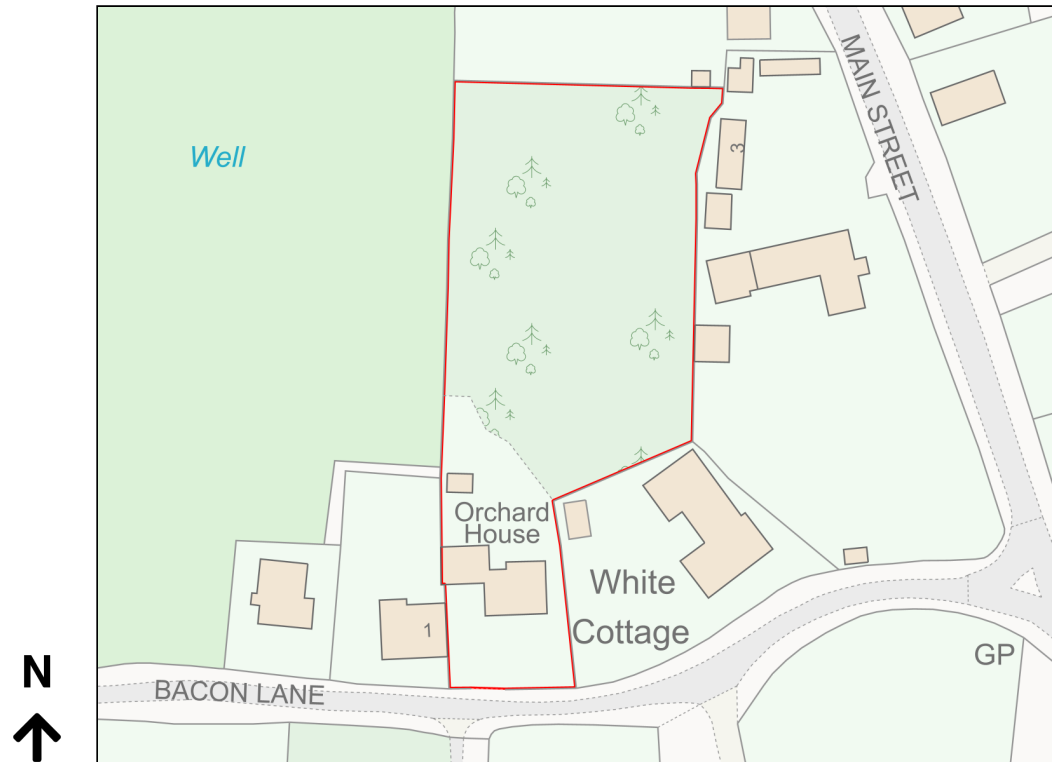 MAIN STREET
Well
3
Orchard
House
White
Cottage
1
GP
BACON LANE
N